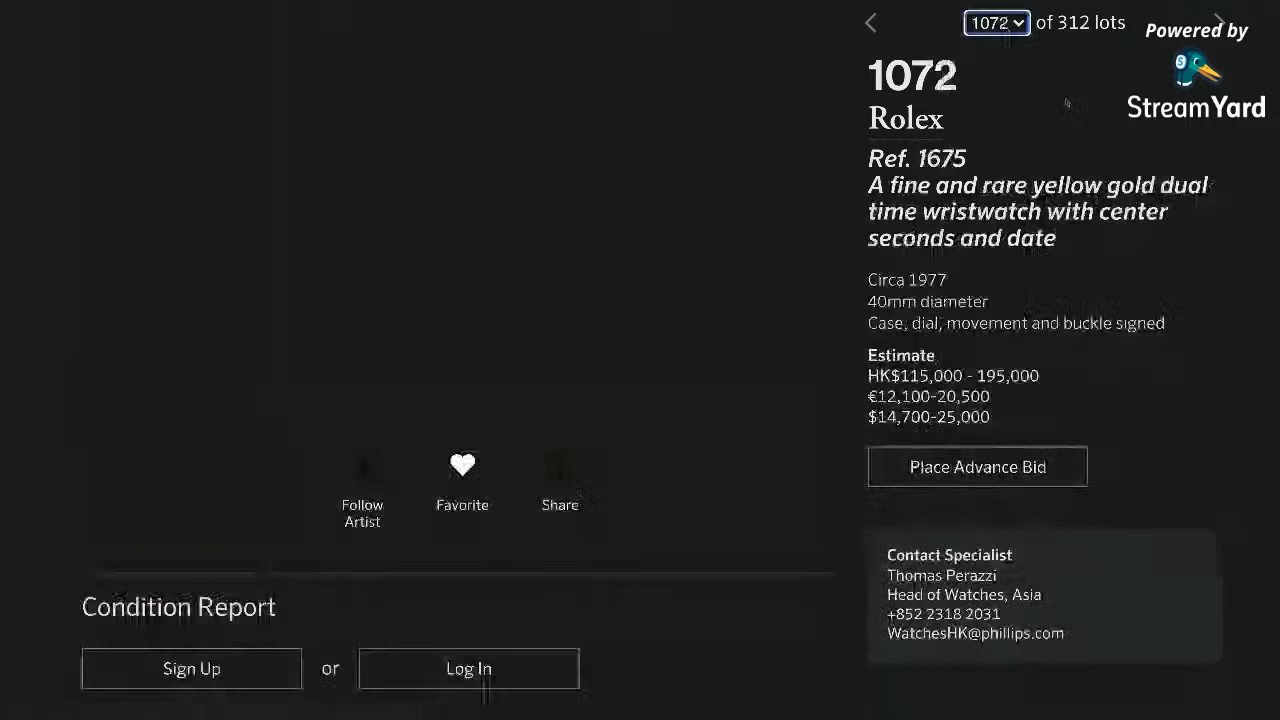 1072 of 312 lots
Powered by
StreamYard
1072
Rolex
Ref. 1675
A fine and rare yellow gold dual
time wristwatch with center
seconds and date
Circa 1977
40mm diameter
Case, dial, movement and buckle signed
Estimate
HK$115,000 - 195,000
€12,100-20,500
$14,700-25,000
Place Advance Bid
Follow
Artist
Favorite
Share
Contact Specialist
Thomas Perazzi
Head of Watches, Asia
+852 2318 2031
WatchesHK@phillips.com
Condition Report
Sign Up or Log In